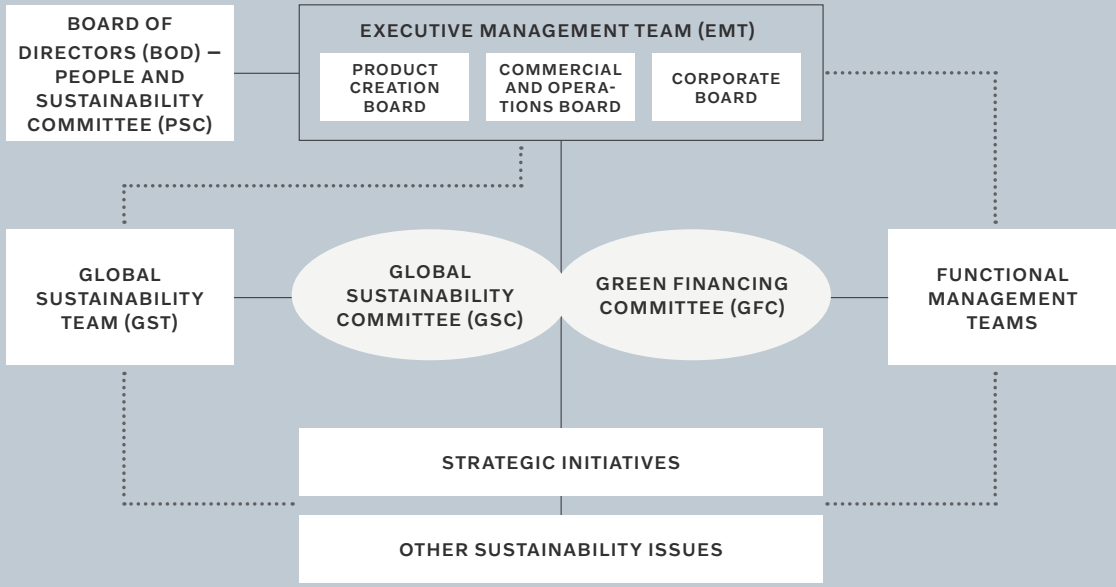 BOARD OF
DIRECTORS (BOD) –
PEOPLE AND
SUSTAINABILITY
COMMITTEE (PSC)
EXECUTIVE MANAGEMENT TEAM (EMT)
PRODUCT
CREATION
BOARD
COMMERCIAL
AND OPERA-
TIONS BOARD
CORPORATE
BOARD
GLOBAL
SUSTAINABILITY
TEAM (GST)
GLOBAL
SUSTAINABILITY
COMMITTEE (GSC)
GREEN FINANCING
COMMITTEE (GFC)
FUNCTIONAL
MANAGEMENT
TEAMS
STRATEGIC INITIATIVES
OTHER SUSTAINABILITY ISSUES